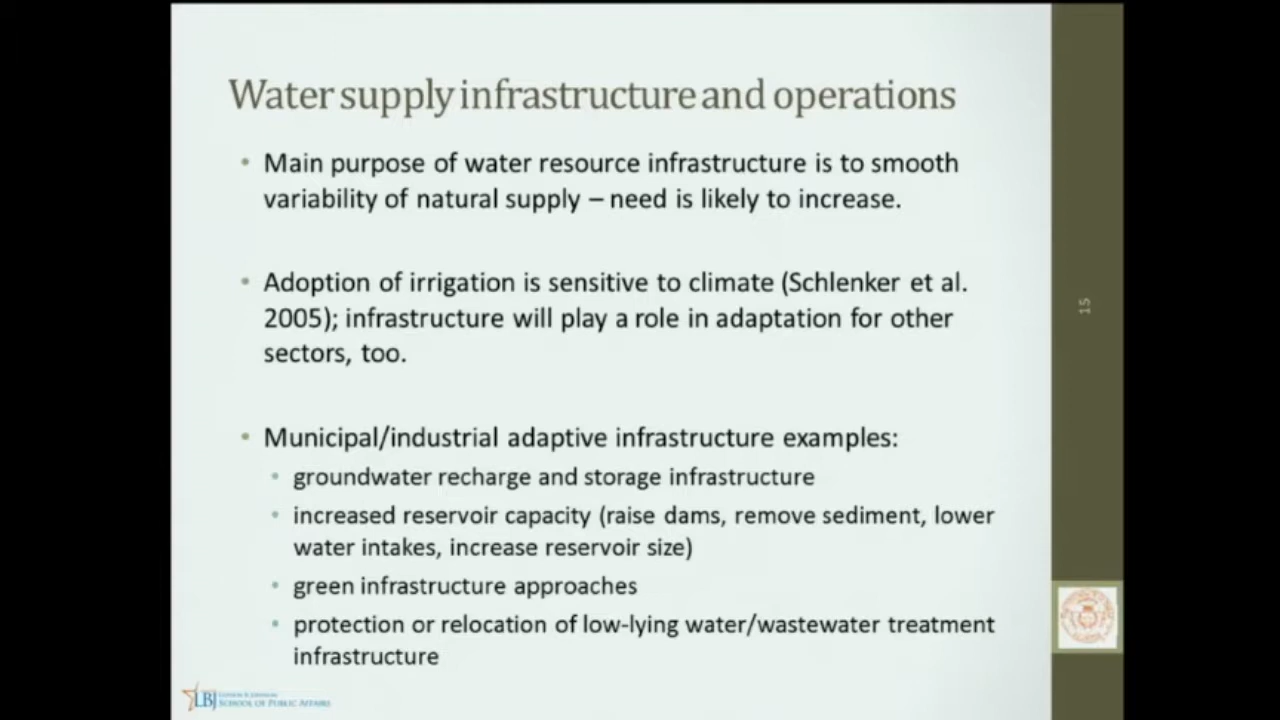 Water supply infrastructure and operations
• Main purpose of water resource infrastructure is to smooth
variability of natural supply – need is likely to increase.
• Adoption of irrigation is sensitive to climate (Schlenker et al.
2005); infrastructure will play a role in adaptation for other
sectors, too.
• Municipal/industrial adaptive infrastructure examples:
• groundwater recharge and storage infrastructure
• increased reservoir capacity (raise dams, remove sediment, lower
water intakes, increase reservoir size)
• green infrastructure approaches
• protection or relocation of low-lying water/wastewater treatment
infrastructure
15
LBJ
SCHOOL OF PUBLIC AFFAIRS